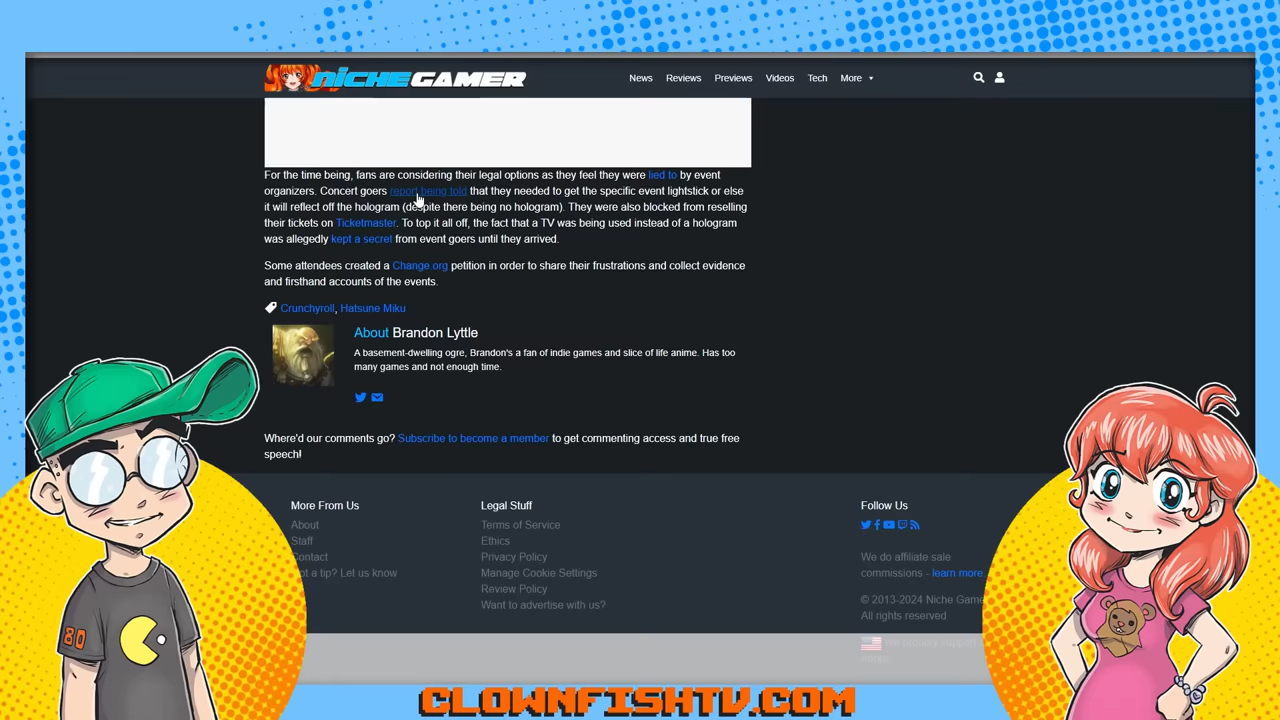 NICHEGAMER
News Reviews Previews Videos Tech More
For the time being, fans are considering their legal options as they feel they were lied to by event
organizers. Concert goers report being told that they needed to get the specific event lightstick or else
it will reflect off the hologram (despite there being no hologram). They were also blocked from reselling
their tickets on Ticketmaster. To top it all off, the fact that a TV was being used instead of a hologram
was allegedly kept a secret from event goers until they arrived.
Some attendees created a Change.org petition in order to share their frustrations and collect evidence
and firsthand accounts of the events.
Crunchyroll, Hatsune Miku
About Brandon Lyttle
A basement-dwelling ogre, Brandon's a fan of indie games and slice of life anime. Has too
many games and not enough time.
Where'd our comments go? Subscribe to become a member to get commenting access and true free
speech!
More From Us
About
Staff
Contact
Got a tip? Let us know
Legal Stuff
Terms of Service
Ethics
Privacy Policy
Manage Cookie Settings
Review Policy
Want to advertise with us?
Follow Us
We do affiliate sale
commissions - learn more
© 2013-2024 Niche Game
All rights reserved
80
CLOWNFISHTV.COM